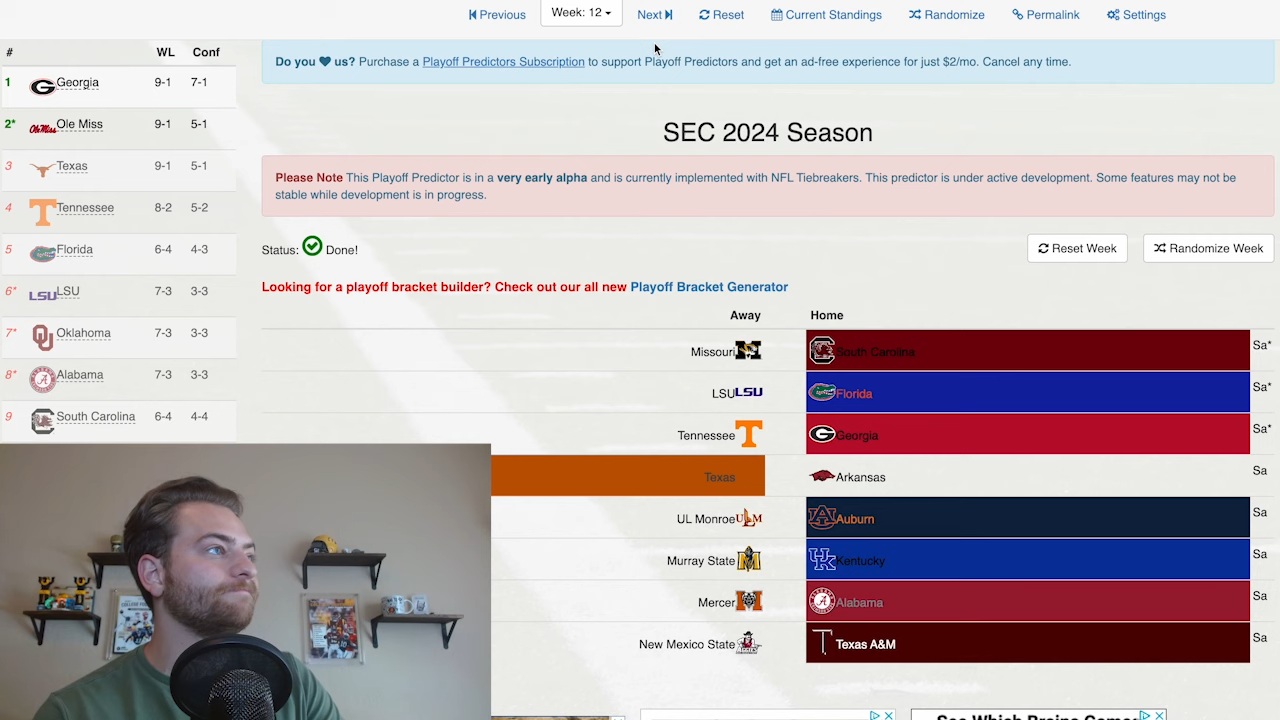 Previous Week: 12 Next Reset Current Standings Randomize Permalink Settings
# WL Conf
1 Georgia 9-1 7-1
2* Ole Miss 9-1 5-1
3 Texas 9-1 5-1
4 Tennessee 8-2 5-2
5 Florida 6-4 4-3
6* LSU 7-3 3-3
7* Oklahoma 7-3 3-3
8* Alabama 7-3 3-3
9 South Carolina 6-4 4-4
Do you us? Purchase a Playoff Predictors Subscription to support Playoff Predictors and get an ad-free experience for just $2/mo. Cancel any time.
SEC 2024 Season
Please Note This Playoff Predictor is in a very early alpha and is currently implemented with NFL Tiebreakers. This predictor is under active development. Some features may not be
stable while development is in progress.
Status: Done!
Reset Week Randomize Week
Looking for a playoff bracket builder? Check out our all new Playoff Bracket Generator
Away Home
Missouri South Carolina Sa*
LSU LSU Florida Sa*
Tennessee Georgia Sa*
Texas Arkansas Sa
UL Monroe Auburn Sa
Murray State Kentucky Sa
Mercer Alabama Sa
New Mexico State Texas A&M Sa